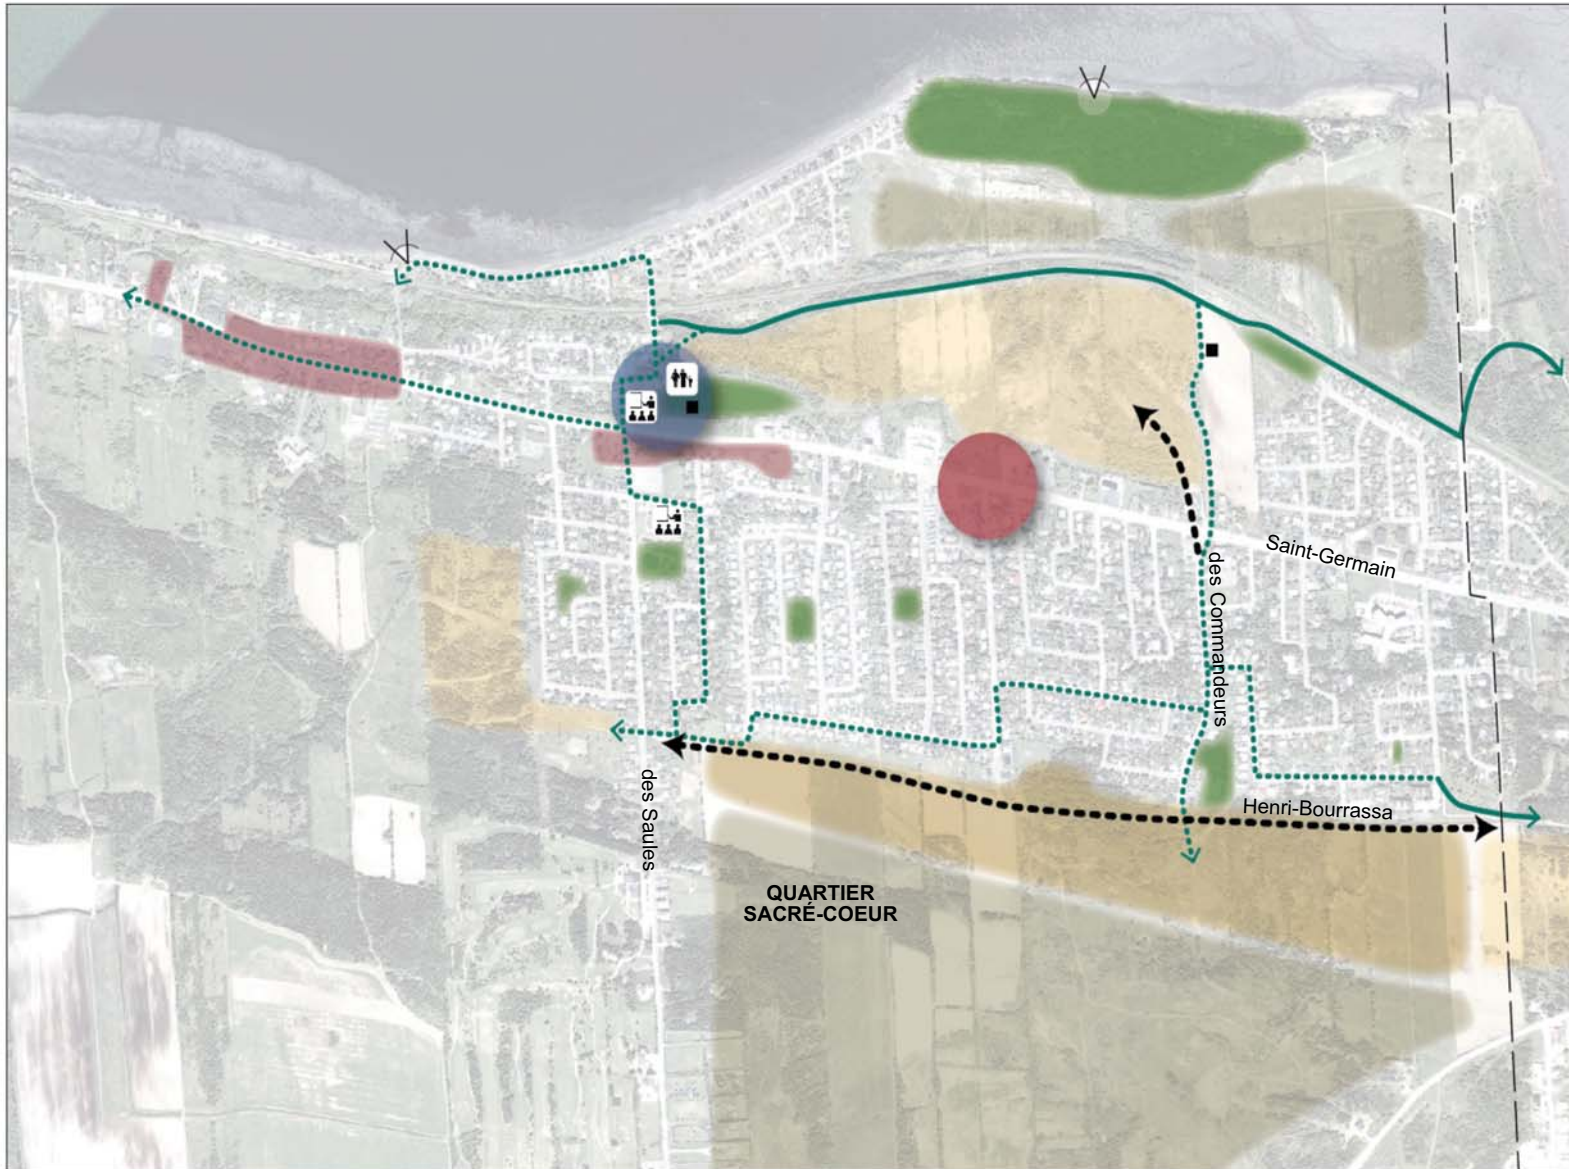 Saint-Germain
des Commandeurs
des Saules
Henri-Bourrassa
QUARTIER
SACRÉ-COEUR